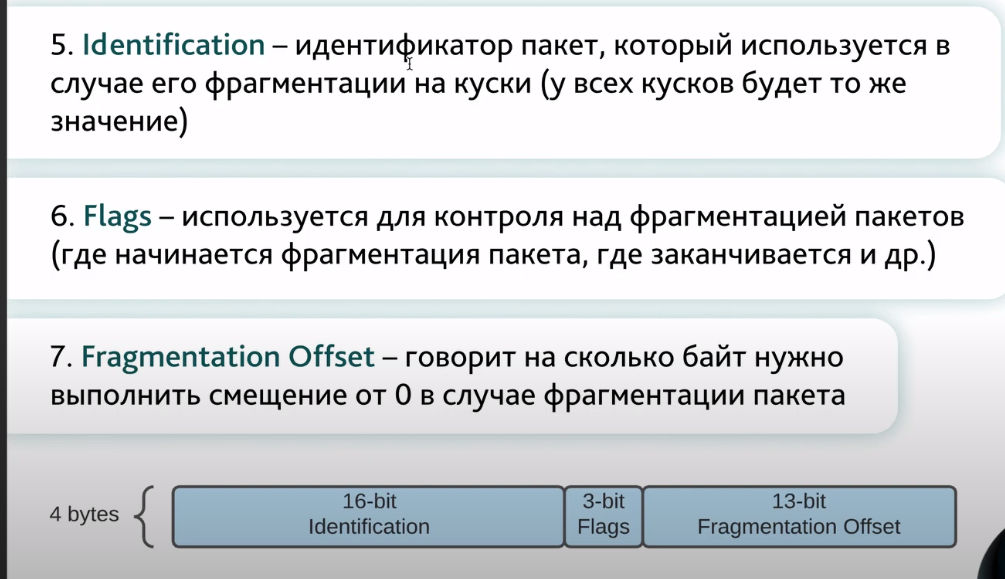 5. Identification – идентификатор пакет, который используется в
случае его фрагментации на куски (у всех кусков будет то же
значение)
6. Flags – используется для контроля над фрагментацией пакетов
(где начинается фрагментация пакета, где заканчивается и др.)
7. Fragmentation Offset – говорит на сколько байт нужно
выполнить смещение от 0 в случае фрагментации пакета
4 bytes
16-bit
Identification
3-bit
Flags
13-bit
Fragmentation Offset